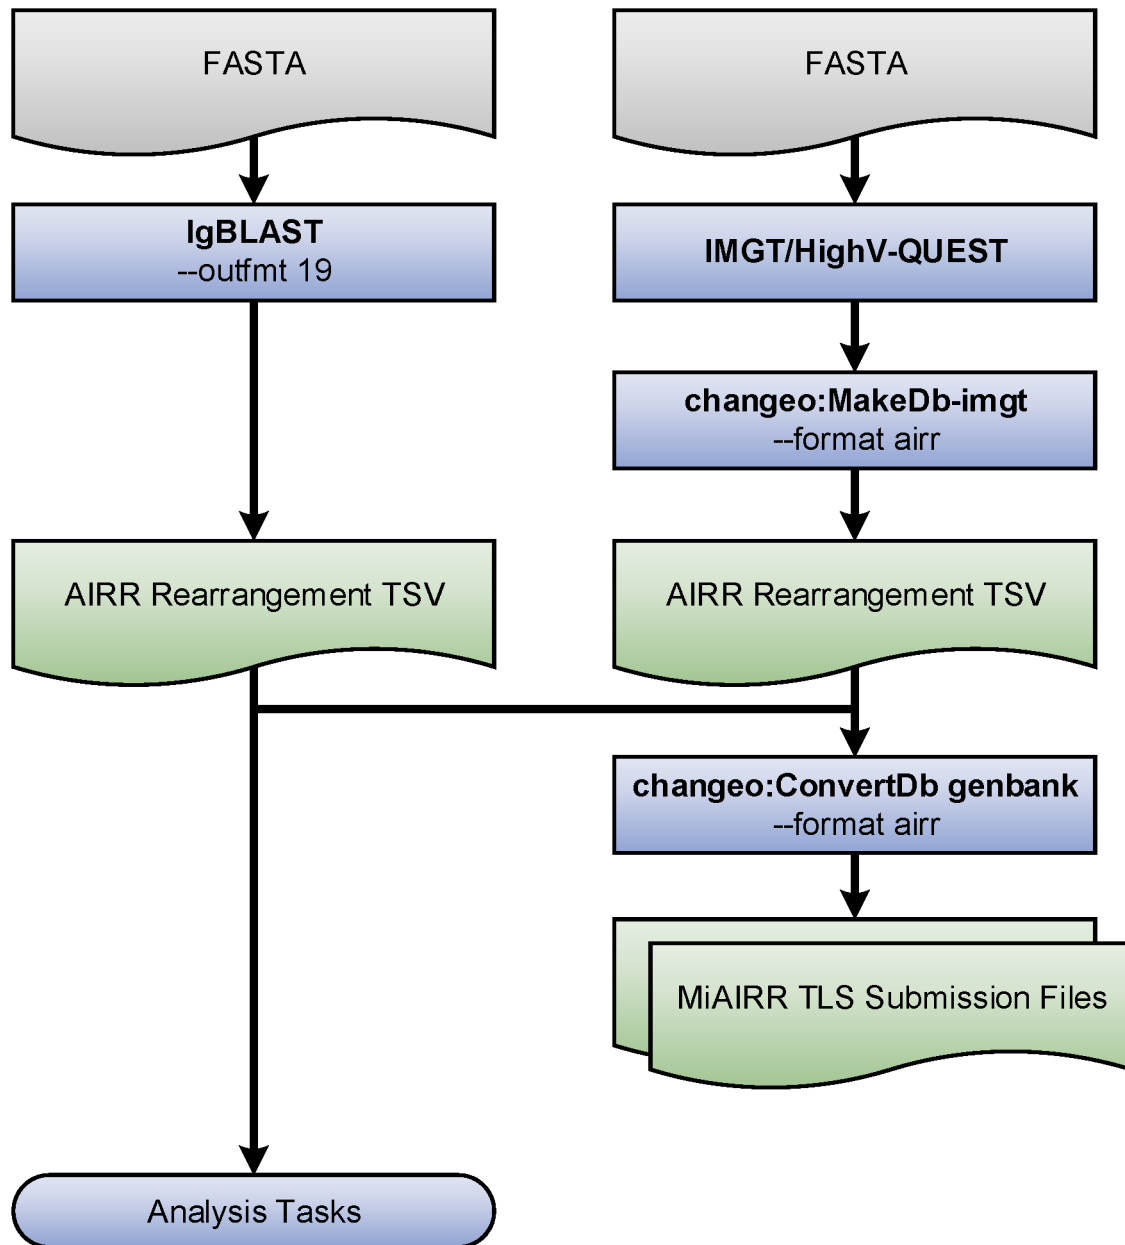 FASTA
FASTA
IgBLAST
--outfmt 19
IMGT/HighV-QUEST
changeo:MakeDb-imgt
--format airr
AIRR Rearrangement TSV
AIRR Rearrangement TSV
changeo:ConvertDb genbank
--format airr
MiAIRR TLS Submission Files
Analysis Tasks